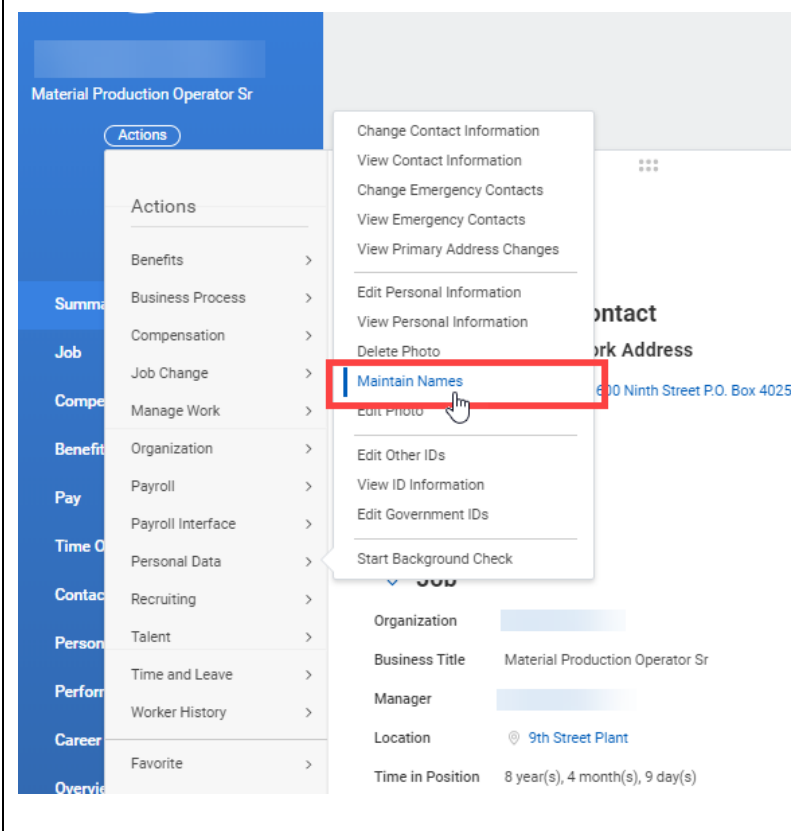 Material Production Operator Sr
Actions
Change Contact Information
View Contact Information
Change Emergency Contacts
View Emergency Contacts
View Primary Address Changes
Edit Personal Information
View Personal Information
Delete Photo
Maintain Names
Edit Photo
Edit Other IDs
View ID Information
Edit Government IDs
Start Background Check
Actions
Benefits
Business Process
Compensation
Job Change
Manage Work
Organization
Payroll
Payroll Interface
Personal Data
Recruiting
Talent
Time and Leave
Worker History
Favorite
Summa
Job
Compe
Benefit
Pay
Time O
Contac
Person
Perforr
Career
Overvie
ontact
ork Address
600 Ninth Street P.O. Box 4025
Job
Organization
Business Title Material Production Operator Sr
Manager
Location 9th Street Plant
Time in Position 8 year(s), 4 month(s), 9 day(s)